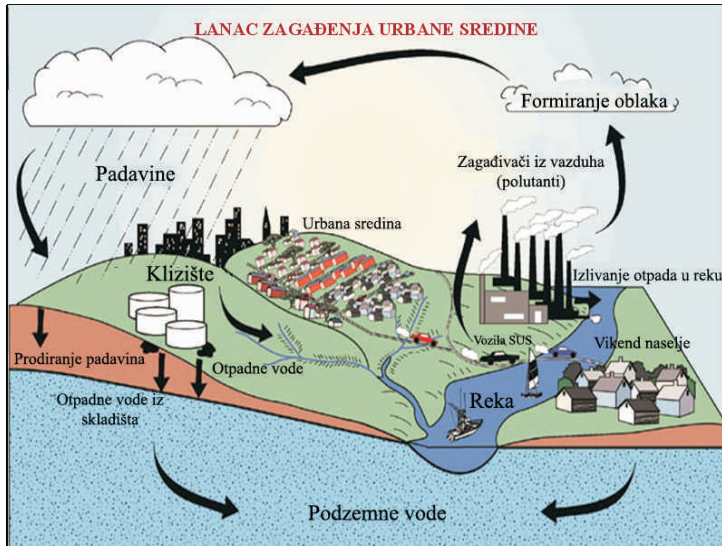 LANAC ZAGAĐENJA URBANE SREDINE
Formiranje oblaka
Padavine
Zagađivači iz vazduha
(polutanti)
Urbana sredina
Klizište
Izlivanje otpada u reku
Vozila SUS
Vikend naselje
Prodiranje padavina
Otpadne vode
Otpadne vode iz
skladišta
Reka
Podzemne vode